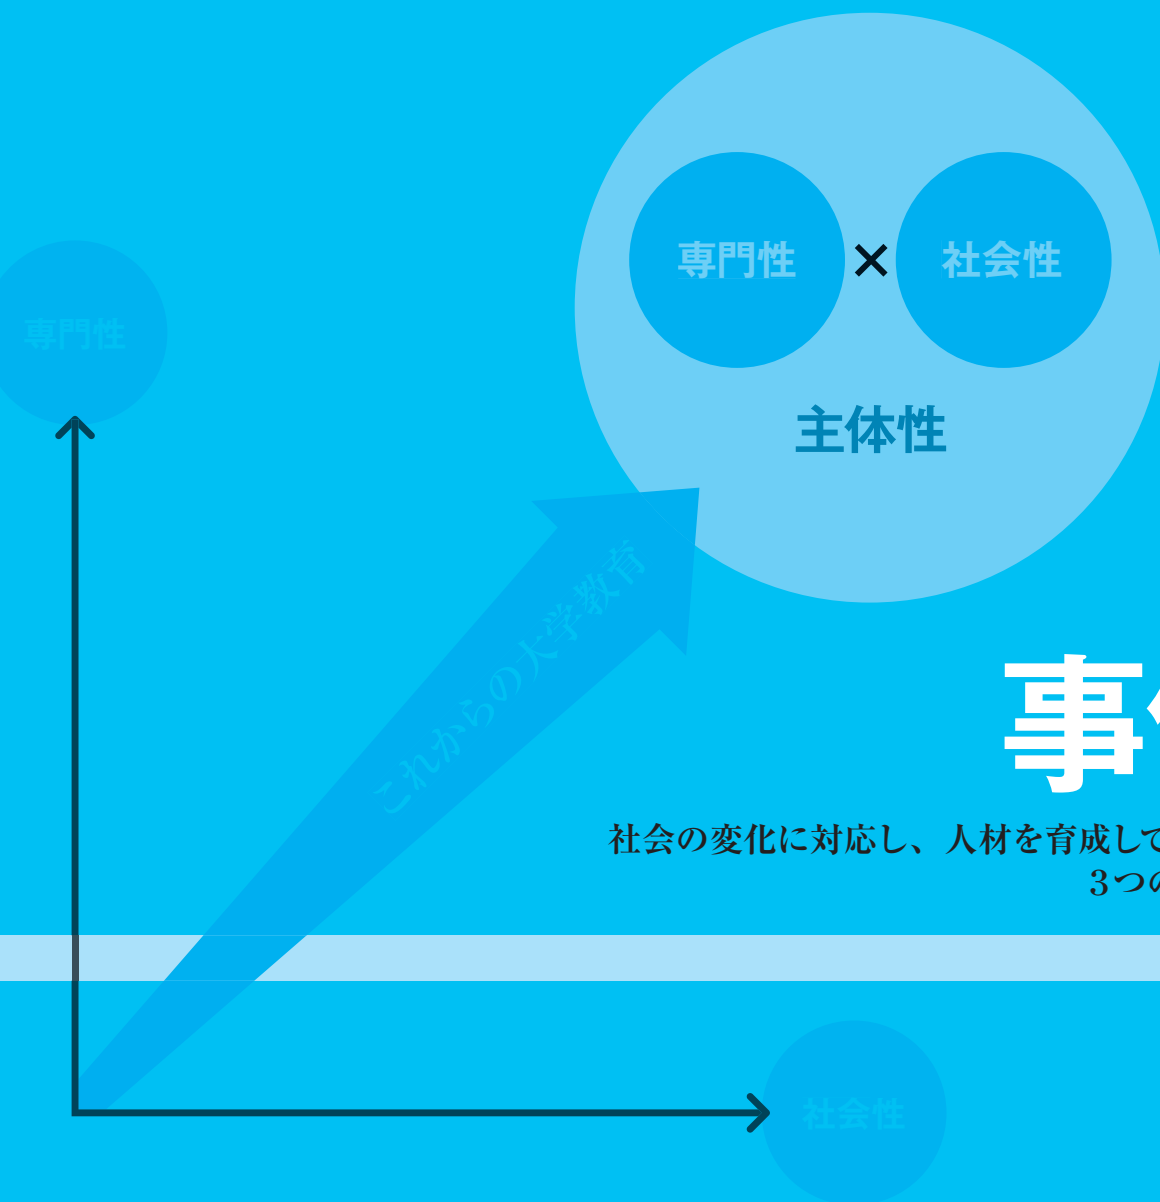 専門性 × 社会性
主体性
専門性
これからの大学教育
事
社会の変化に対応し、人材を育成して
3つの
社会性